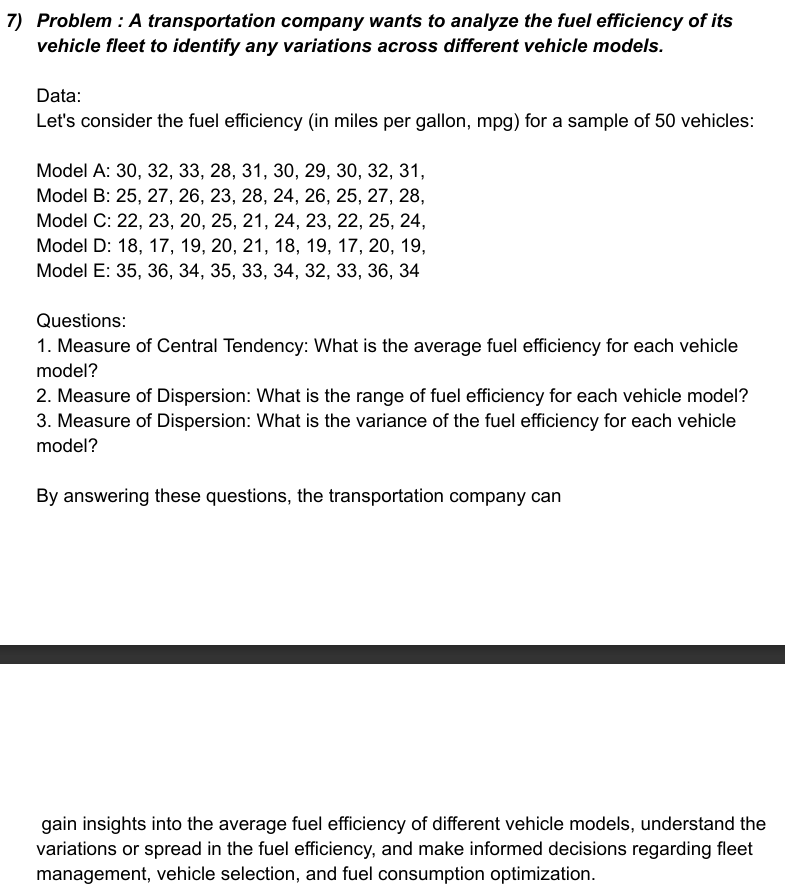 7) Problem : A transportation company wants to analyze the fuel efficiency of its
vehicle fleet to identify any variations across different vehicle models.
Data:
Let's consider the fuel efficiency (in miles per gallon, mpg) for a sample of 50 vehicles:
Model A: 30, 32, 33, 28, 31, 30, 29, 30, 32, 31,
Model B: 25, 27, 26, 23, 28, 24, 26, 25, 27, 28,
Model C: 22, 23, 20, 25, 21, 24, 23, 22, 25, 24,
Model D: 18, 17, 19, 20, 21, 18, 19, 17, 20, 19,
Model E: 35, 36, 34, 35, 33, 34, 32, 33, 36, 34
Questions:
1. Measure of Central Tendency: What is the average fuel efficiency for each vehicle
model?
2. Measure of Dispersion: What is the range of fuel efficiency for each vehicle model?
3. Measure of Dispersion: What is the variance of the fuel efficiency for each vehicle
model?
By answering these questions, the transportation company can
gain insights into the average fuel efficiency of different vehicle models, understand the
variations or spread in the fuel efficiency, and make informed decisions regarding fleet
management, vehicle selection, and fuel consumption optimization.